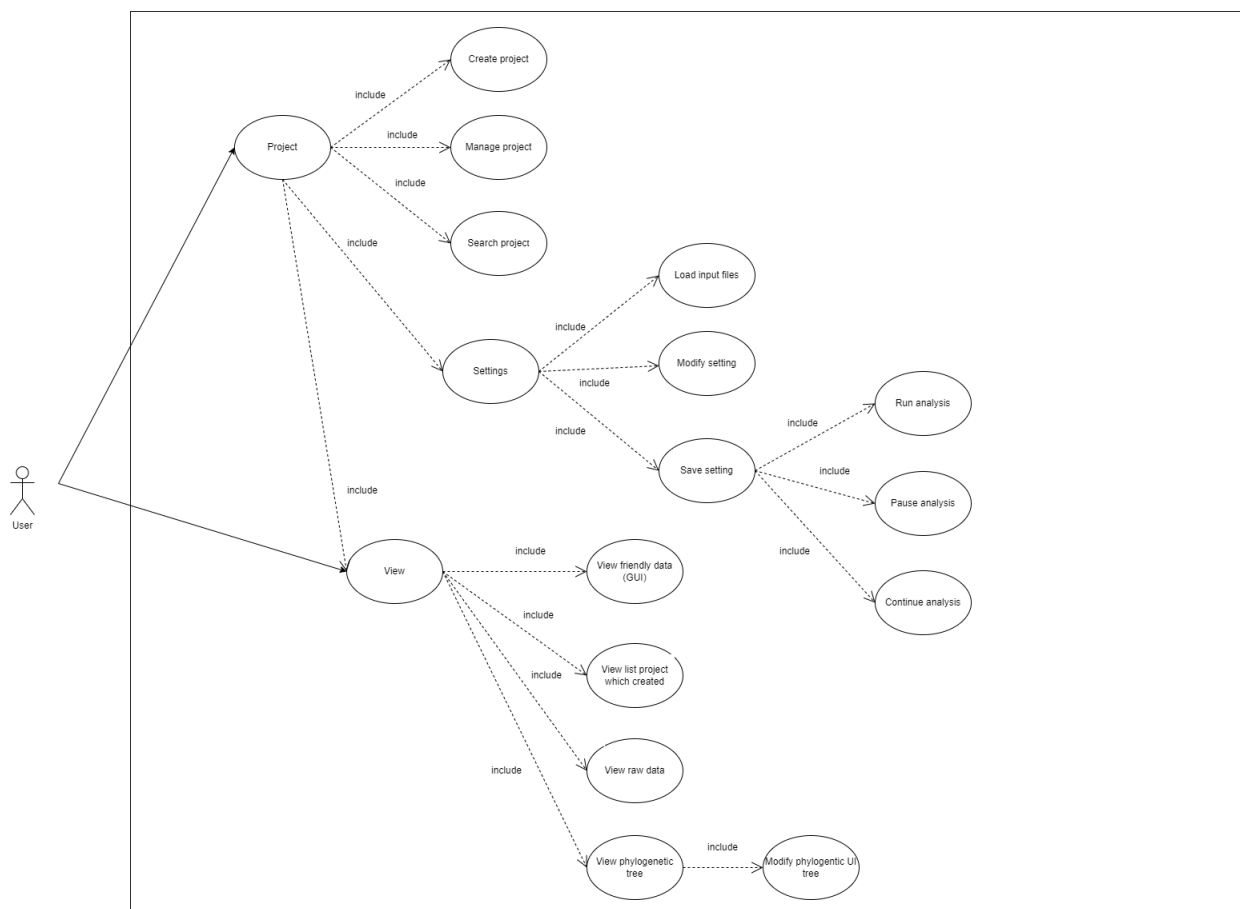 Create project
include
include
Project
Manage project
include
Search project
include
Load input files
include
Settings
Modify setting
include
Run analysis
include
include
Save setting
include
include
Pause analysis
User
include
include
include
View
View friendly data
(GUI)
Continue analysis
include
View list project
which created
include
include
View raw data
include
View phylogenetic
tree
Modify phylogentic UI
tree